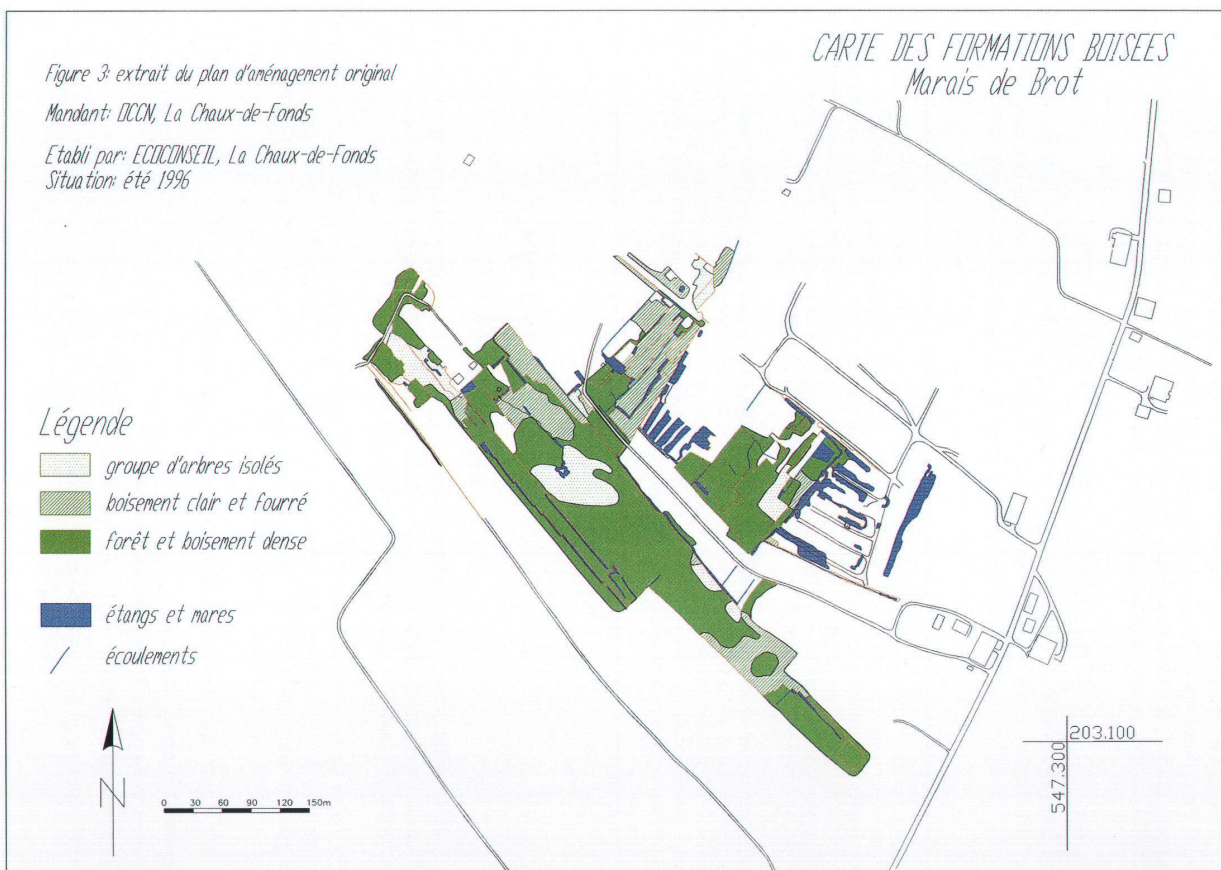 Figure 3: extrait du plan d'aménagement original
Mandant: OCCN, La Chaux-de-Fonds
Etabli par: ECOCONSEIL, La Chaux-de-Fonds
Situation: été 1996
CARTE DES FORMATIONS BOISEES
Marais de Brot
Légende
groupe d'arbres isolés
boisement clair et fourré
forêt et boisement dense
étangs et mares
écoulements
N
0 30 60 90 120 150m
203.100
547.300